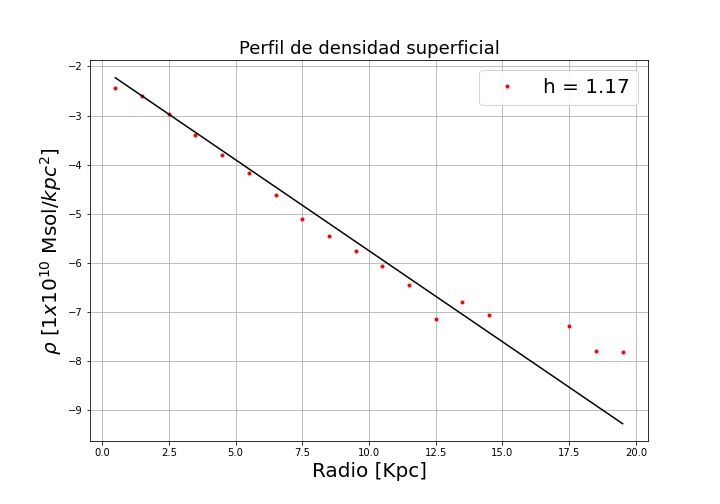 Perfil de densidad superficial
h = 1.17
−2
−3
−4
−5
−6
−7
−8
−9
ρ [1x10¹⁰ Msol/kpc²]
0.0 2.5 5.0 7.5 10.0 12.5 15.0 17.5 20.0
Radio [Kpc]